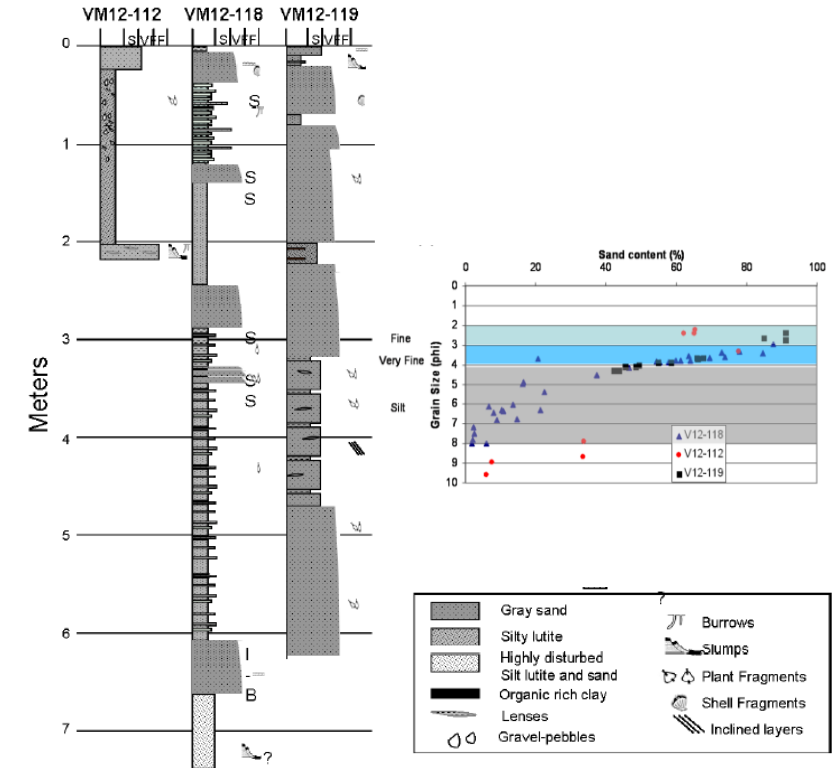 VM12-112 VM12-118 VM12-119
S VF F S VF F S VF F
0
1
2
3
4
5
6
7
Meters
S
S
S
S
S
S
I
-
B
?
Sand content (%)
0 20 40 60 80 100
0
1
2
3
4
5
6
7
8
9
10
Grain Size (phi)
Fine
Very Fine
Silt
V12-118
V12-112
V12-119
?
Gray sand
Silty lutite
Highly disturbed
Silt lutite and sand
Organic rich clay
Lenses
Gravel-pebbles
Burrows
Slumps
Plant Fragments
Shell Fragments
Inclined layers